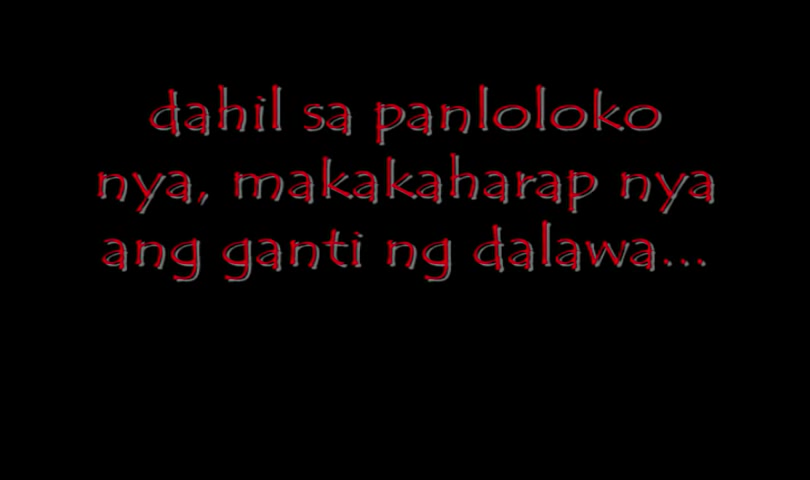 dahil sa panloloko
nya, makakaharap nya
ang ganti ng dalawa...